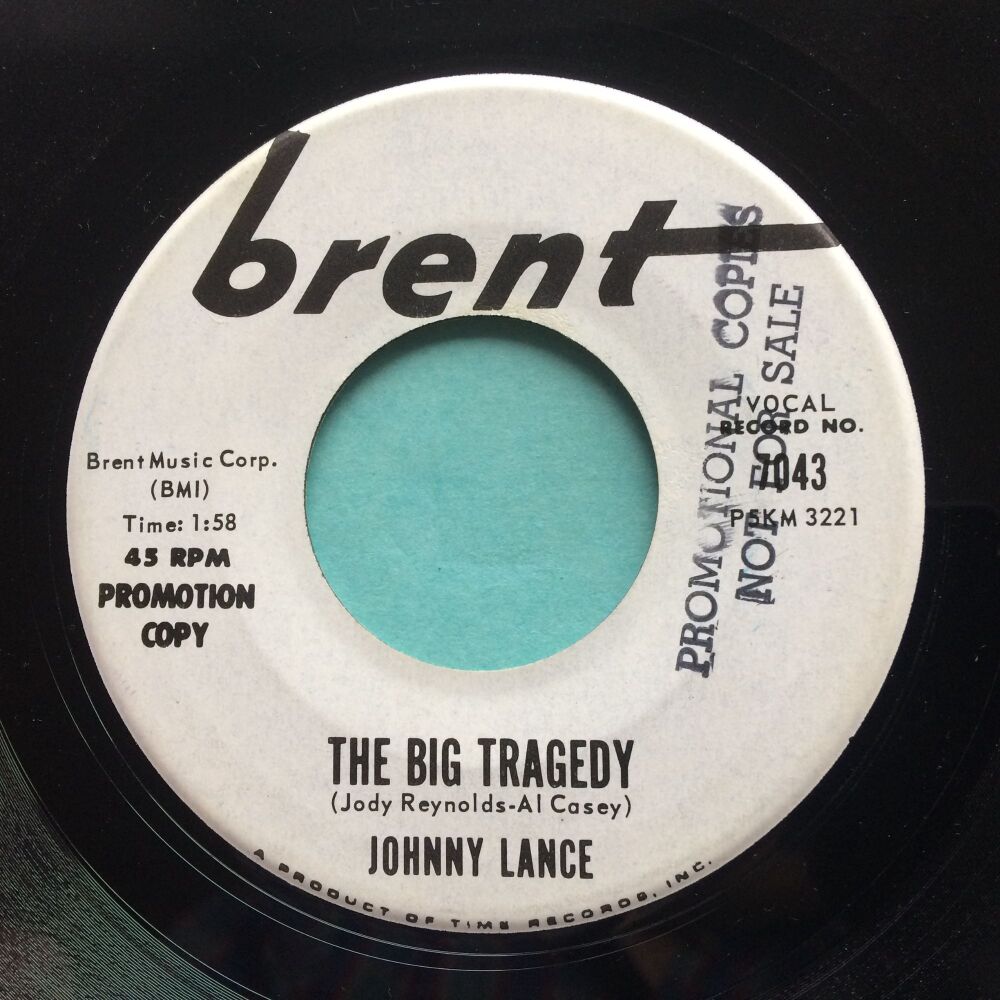 brent
PROMOTIONAL COPIES
NOT FOR SALE
VOCAL
RECORD NO.
7043
P5KM 3221
Brent Music Corp.
(BMI)
Time: 1:58
45 RPM
PROMOTION
COPY
THE BIG TRAGEDY
(Jody Reynolds-Al Casey)
JOHNNY LANCE
A PRODUCT OF TIME RECORDS, INC.